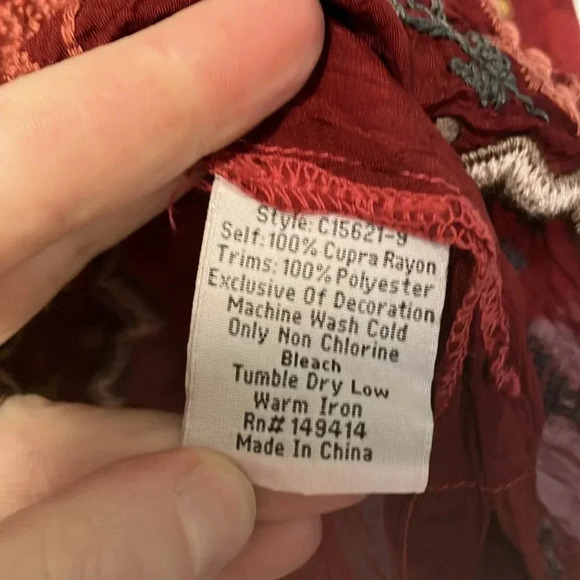 Style: C15621-9
Self: 100% Cupra Rayon
Trims: 100% Polyester
Exclusive Of Decoration
Machine Wash Cold
Only Non Chlorine
Bleach
Tumble Dry Low
Warm Iron
Rn# 149414
Made In China